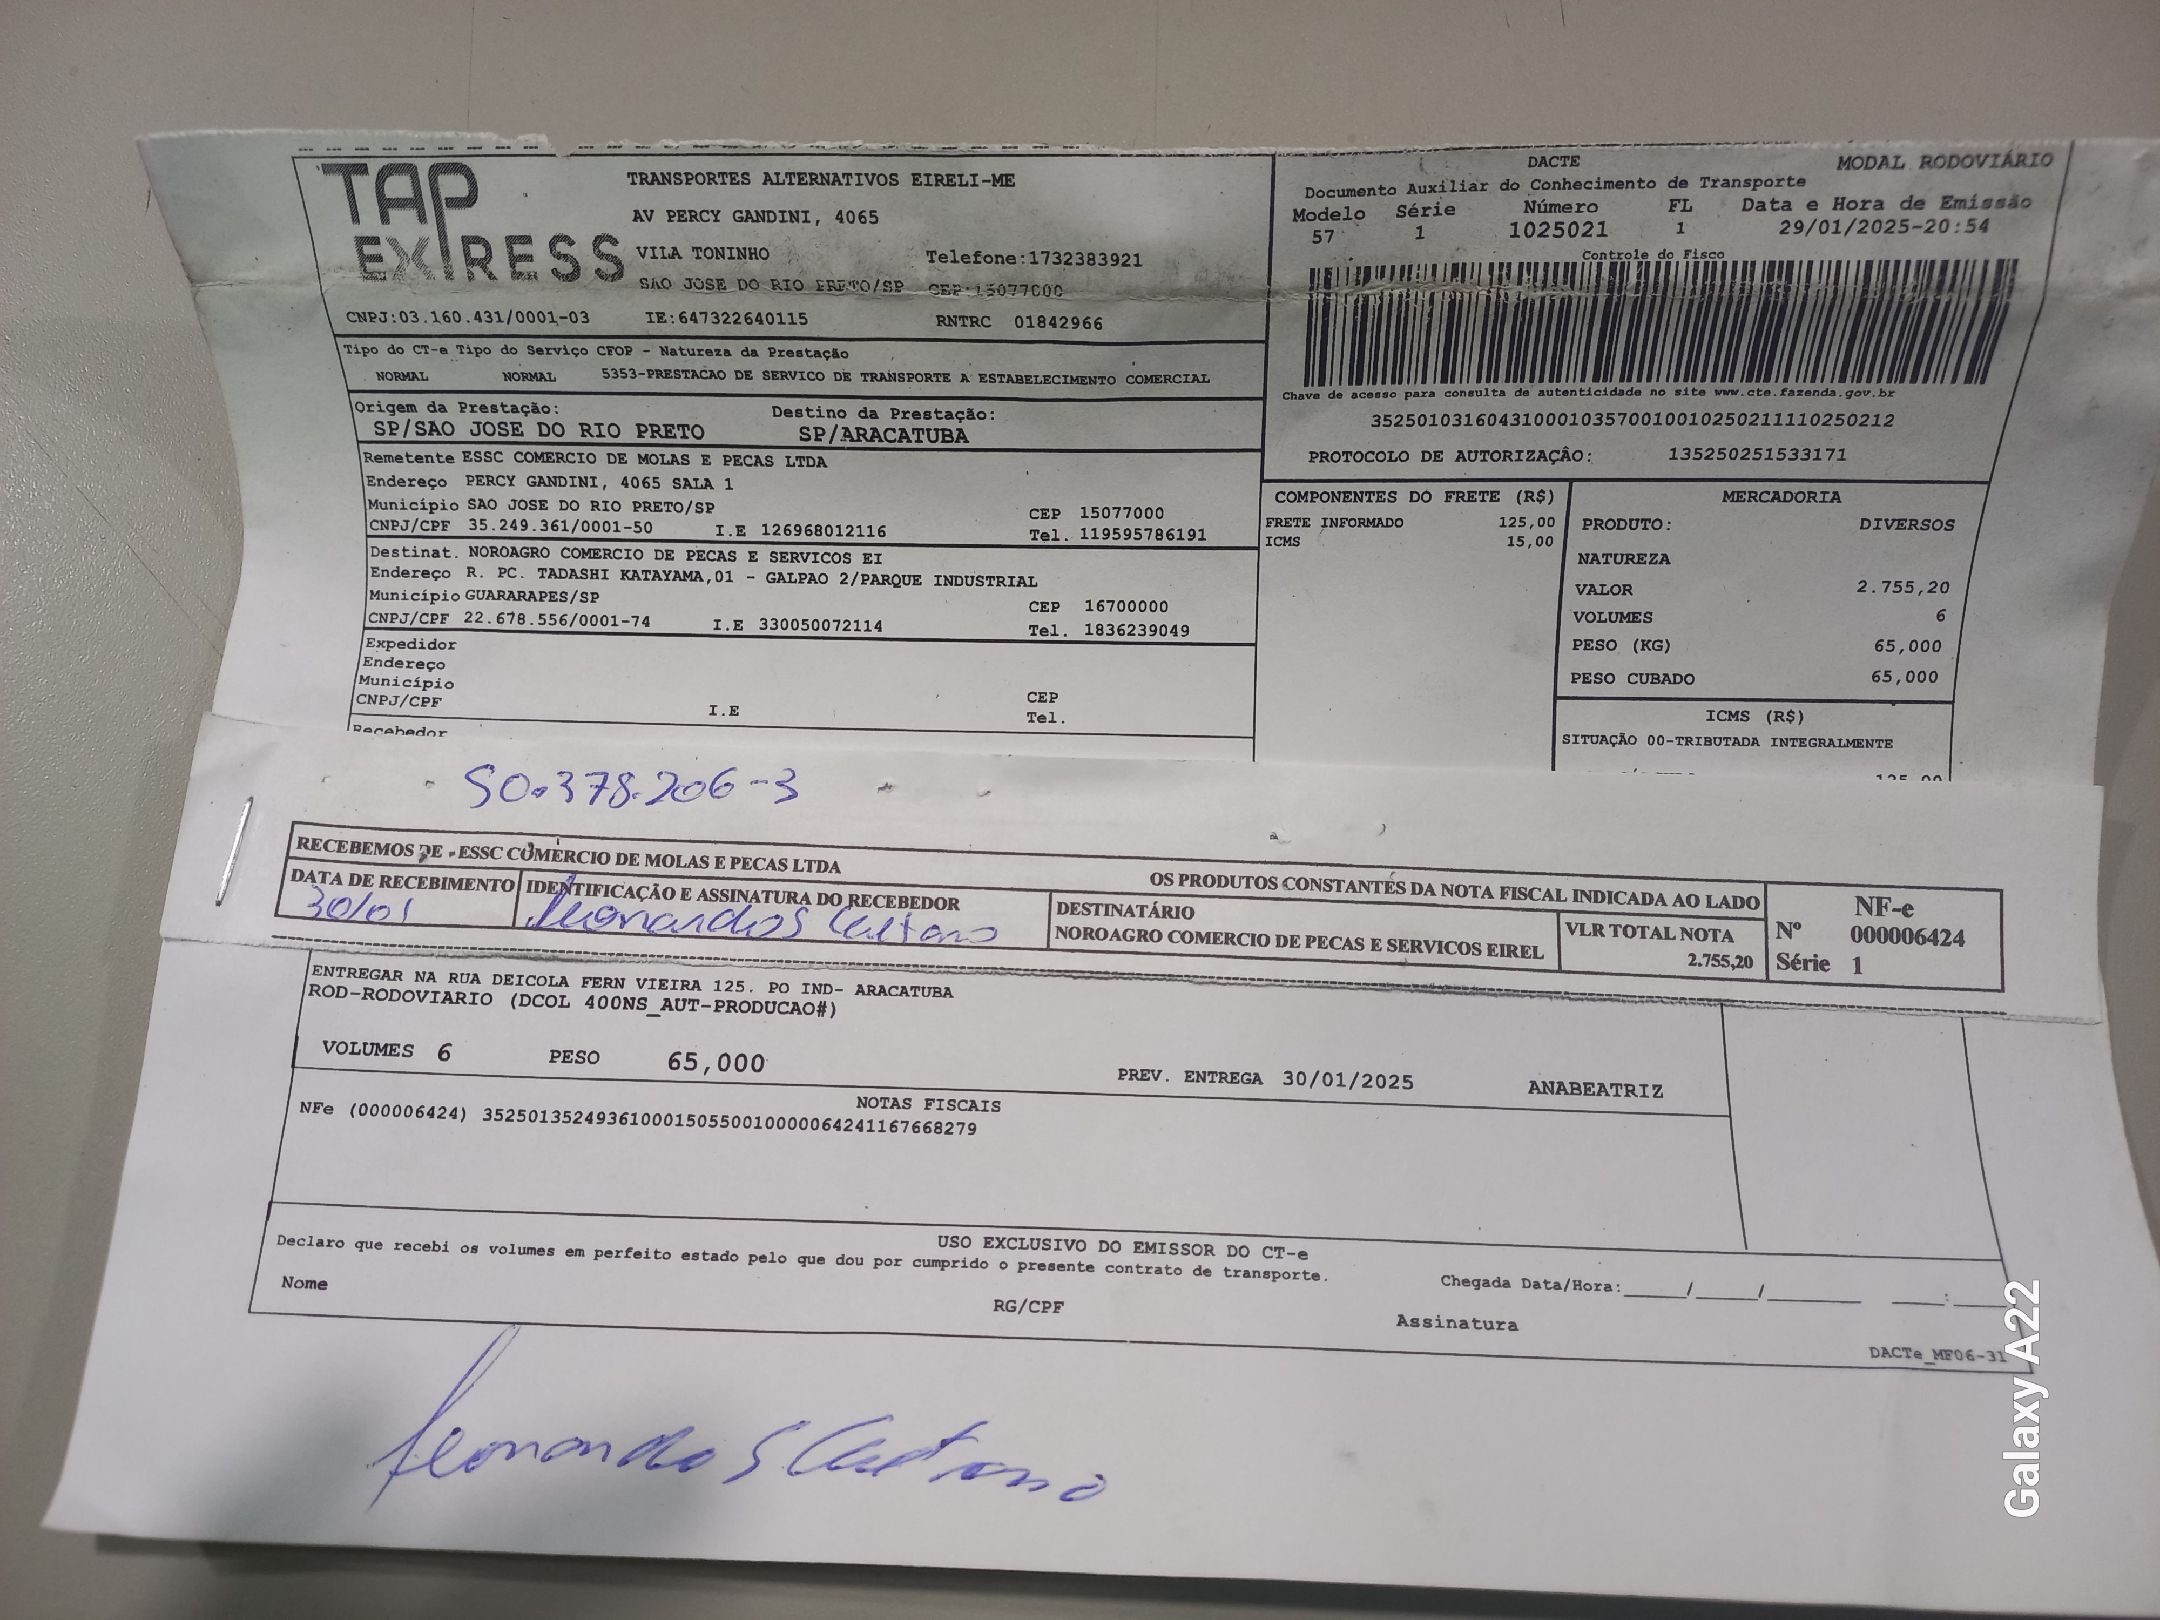 TAP EXPRESS
TRANSPORTES ALTERNATIVOS EIRELI-ME
AV PERCY GANDINI, 4065
VILA TONINHO Telefone:1732383921
SAO JOSE DO RIO PRETO/SP CEP:15077000
CNPJ:03.160.431/0001-03 IE:647322640115 RNTRC 01842966
DACTE MODAL RODOVIÁRIO
Documento Auxiliar do Conhecimento de Transporte
Modelo Série Número FL Data e Hora de Emissão
57 1 1025021 1 29/01/2025-20:54
Controle do Fisco
Chave de acesso para consulta de autenticidade no site www.cte.fazenda.gov.br
35250103160431000103570010010250211110250212
PROTOCOLO DE AUTORIZAÇÂO: 135250251533171
Tipo do CT-e Tipo do Serviço CFOP - Natureza da Prestação
NORMAL NORMAL 5353-PRESTACAO DE SERVICO DE TRANSPORTE A ESTABELECIMENTO COMERCIAL
Origem da Prestação: Destino da Prestação:
SP/SAO JOSE DO RIO PRETO SP/ARACATUBA
Remetente ESSC COMERCIO DE MOLAS E PECAS LTDA
Endereço PERCY GANDINI, 4065 SALA 1
Município SAO JOSE DO RIO PRETO/SP CEP 15077000
CNPJ/CPF 35.249.361/0001-50 I.E 126968012116 Tel. 119595786191
Destinat. NOROAGRO COMERCIO DE PECAS E SERVICOS EI
Endereço R. PC. TADASHI KATAYAMA,01 - GALPAO 2/PARQUE INDUSTRIAL
Município GUARARAPES/SP CEP 16700000
CNPJ/CPF 22.678.556/0001-74 I.E 330050072114 Tel. 1836239049
Expedidor
Endereço
Município CEP
CNPJ/CPF I.E Tel.
Recebedor
COMPONENTES DO FRETE (R$)
FRETE INFORMADO 125,00
ICMS 15,00
MERCADORIA
PRODUTO: DIVERSOS
NATUREZA
VALOR 2.755,20
VOLUMES 6
PESO (KG) 65,000
PESO CUBADO 65,000
ICMS (R$)
SITUAÇÃO 00-TRIBUTADA INTEGRALMENTE
125,00
50.378.206-3
RECEBEMOS DE ESSC COMERCIO DE MOLAS E PECAS LTDA OS PRODUTOS CONSTANTES DA NOTA FISCAL INDICADA AO LADO
DATA DE RECEBIMENTO IDENTIFICAÇÃO E ASSINATURA DO RECEBEDOR
30/01
DESTINATÁRIO
NOROAGRO COMERCIO DE PECAS E SERVICOS EIREL
VLR TOTAL NOTA
2.755,20
NF-e
Nº 000006424
Série 1
ENTREGAR NA RUA DEICOLA FERN VIEIRA 125. PO IND- ARACATUBA
ROD-RODOVIARIO (DCOL 400NS_AUT-PRODUCAO#)
VOLUMES 6 PESO 65,000 PREV. ENTREGA 30/01/2025 ANABEATRIZ
NOTAS FISCAIS
NFe (000006424) 35250135249361000150550010000064241167668279
USO EXCLUSIVO DO EMISSOR DO CT-e
Declaro que recebi os volumes em perfeito estado pelo que dou por cumprido o presente contrato de transporte.
Chegada Data/Hora:_____/_____/_______ ____:____
Nome RG/CPF Assinatura
DACTe_MF06-31
Galaxy A22